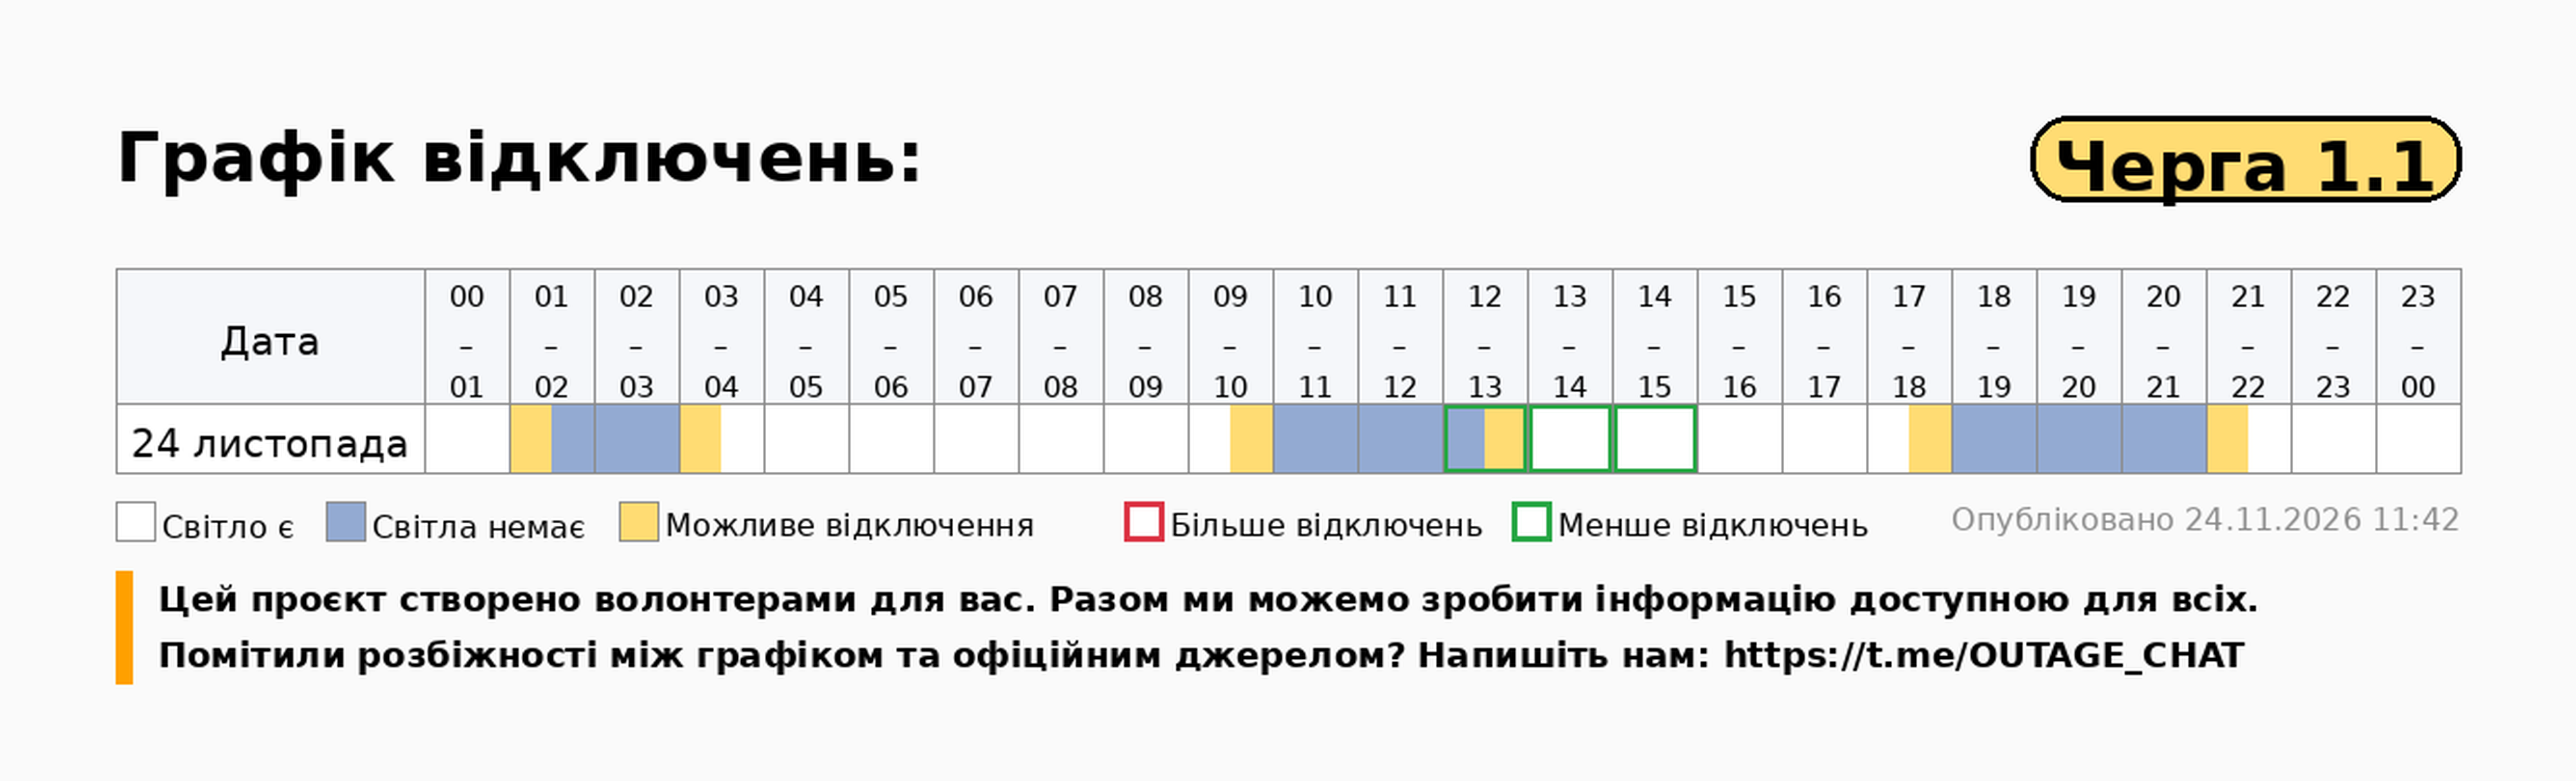 Графік відключень:
Черга 1.1
Дата
00 – 01
01 – 02
02 – 03
03 – 04
04 – 05
05 – 06
06 – 07
07 – 08
08 – 09
09 – 10
10 – 11
11 – 12
12 – 13
13 – 14
14 – 15
15 – 16
16 – 17
17 – 18
18 – 19
19 – 20
20 – 21
21 – 22
22 – 23
23 – 00
24 листопада
Світло є
Світла немає
Можливе відключення
Більше відключень
Менше відключень
Опубліковано 24.11.2026 11:42
Цей проєкт створено волонтерами для вас. Разом ми можемо зробити інформацію доступною для всіх.
Помітили розбіжності між графіком та офіційним джерелом? Напишіть нам: https://t.me/OUTAGE_CHAT